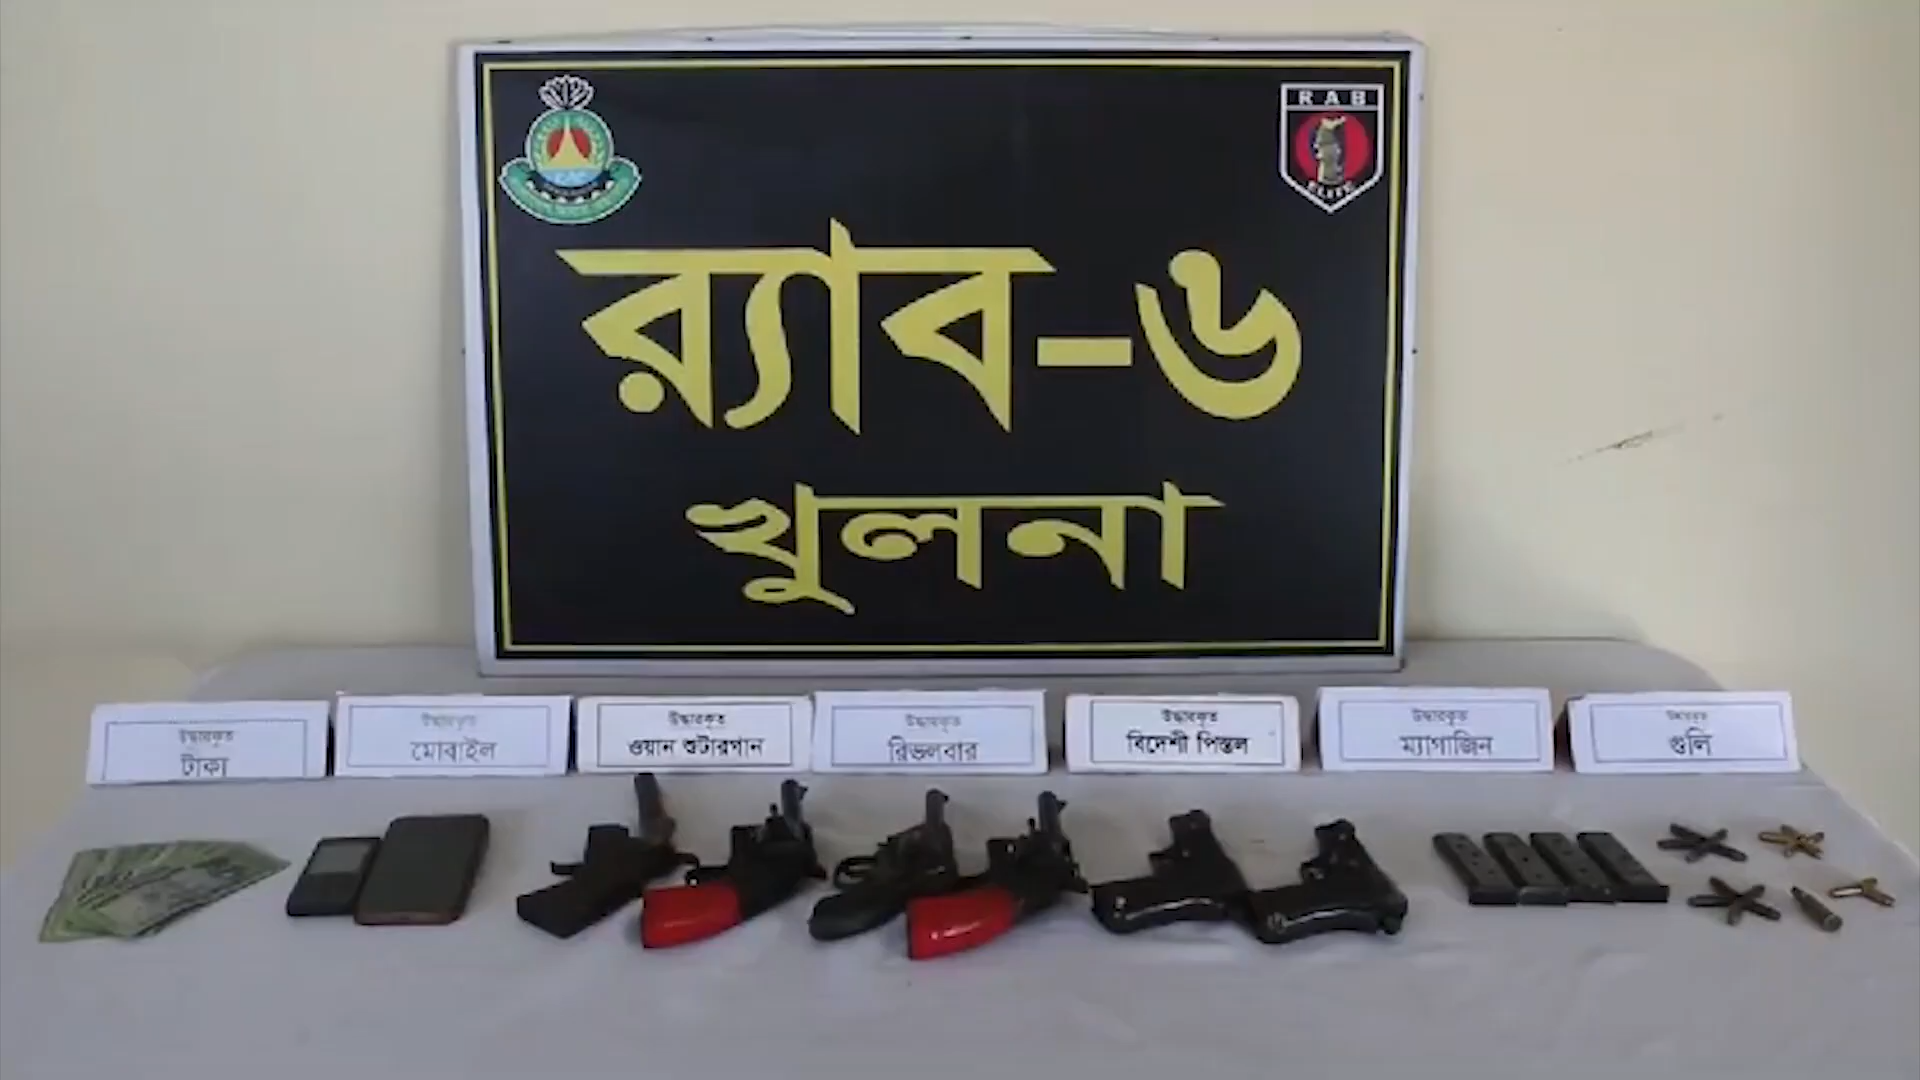 RAB
ELITE
র‍্যাব-৬
খুলনা
উদ্ধারকৃত
টাকা
উদ্ধারকৃত
মোবাইল
উদ্ধারকৃত
ওয়ান শুটারগান
উদ্ধারকৃত
রিভলবার
উদ্ধারকৃত
বিদেশী পিস্তল
উদ্ধারকৃত
ম্যাগাজিন
উদ্ধারকৃত
গুলি